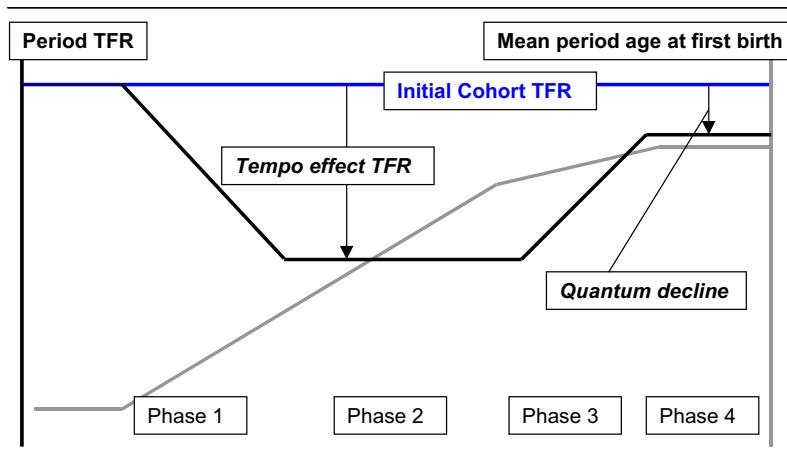 Period TFR
Mean period age at first birth
Initial Cohort TFR
Tempo effect TFR
Quantum decline
Phase 1
Phase 2
Phase 3
Phase 4